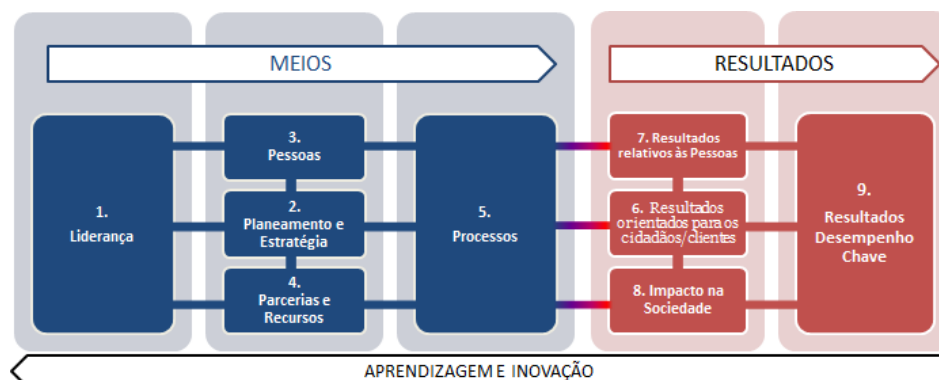 MEIOS
RESULTADOS
1.
Liderança
3.
Pessoas
2.
Planeamento e
Estratégia
4.
Parcerias e
Recursos
5.
Processos
7. Resultados
relativos às Pessoas
6. Resultados
orientados para os
cidadãos/clientes
8. Impacto na
Sociedade
9.
Resultados
Desempenho
Chave
APRENDIZAGEM E INOVAÇÃO